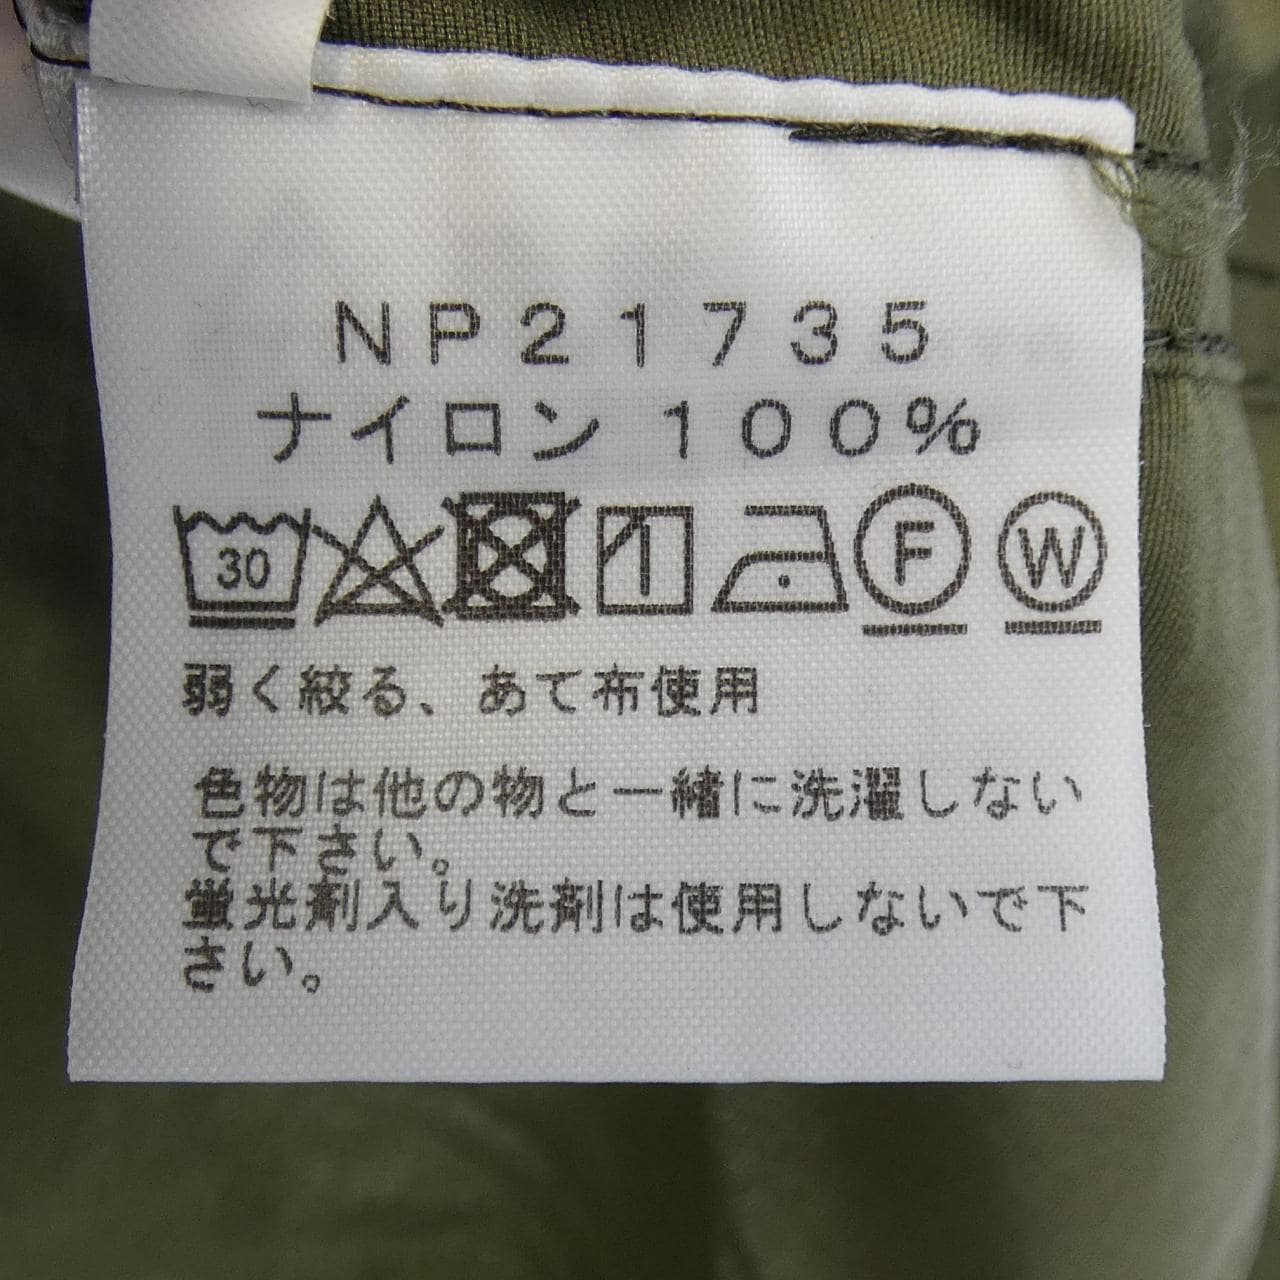 NP21735
ナイロン 100%
30
F W
弱く絞る、あて布使用
色物は他の物と一緒に洗濯しない
で下さい。
蛍光剤入り洗剤は使用しないで下
さい。